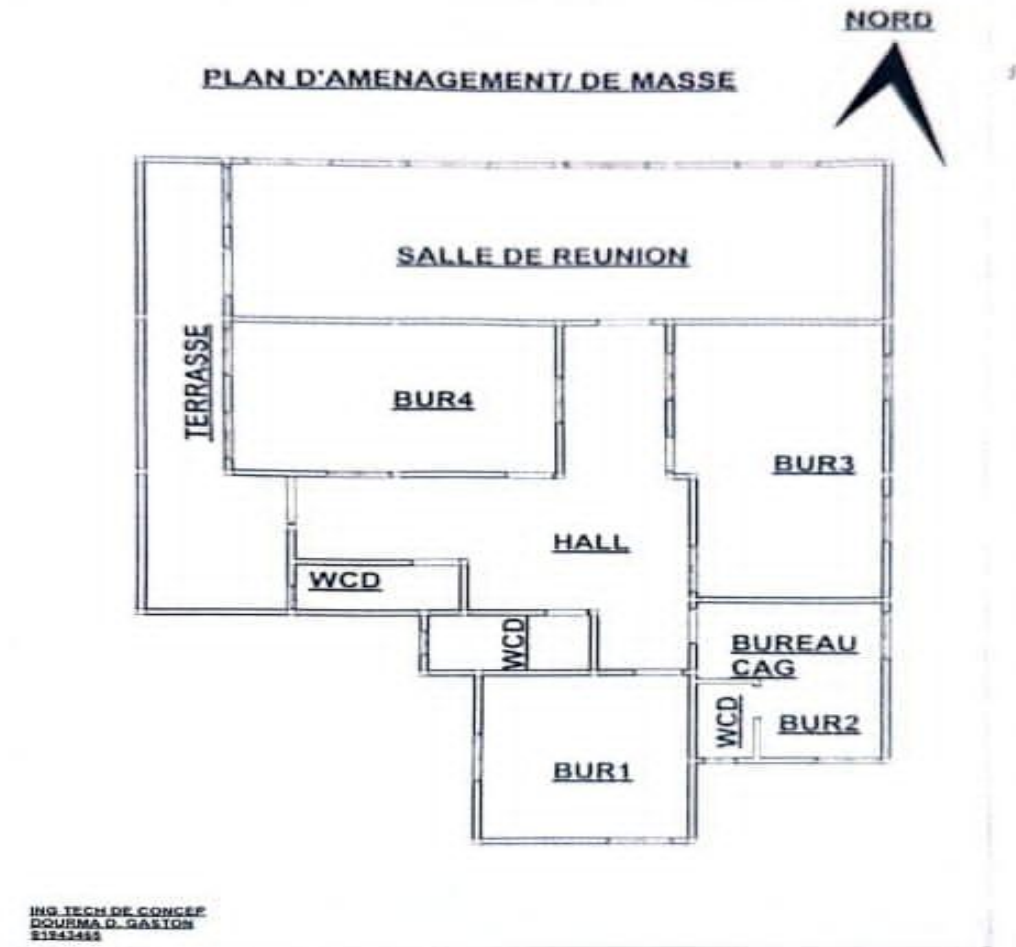 NORD
PLAN D'AMENAGEMENT/ DE MASSE
SALLE DE REUNION
TERRASSE
BUR4
BUR3
HALL
WCD
WCD
BUREAU
CAG
WCD
BUR2
BUR1
ING TECH DE CONCEP
DOURMA D. GASTON
91943465